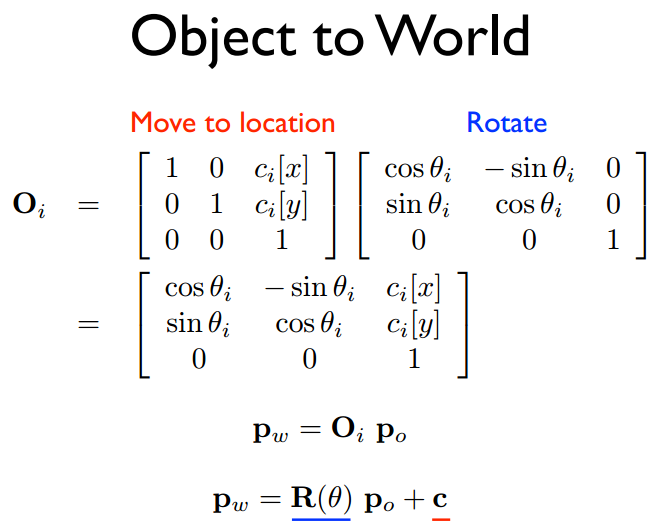 Object to World
Move to location Rotate
O_i = [ 1 0 c_i[x] ; 0 1 c_i[y] ; 0 0 1 ] [ cos θ_i − sin θ_i 0 ; sin θ_i cos θ_i 0 ; 0 0 1 ]
= [ cos θ_i − sin θ_i c_i[x] ; sin θ_i cos θ_i c_i[y] ; 0 0 1 ]
p_w = O_i p_o
p_w = R(θ) p_o + c